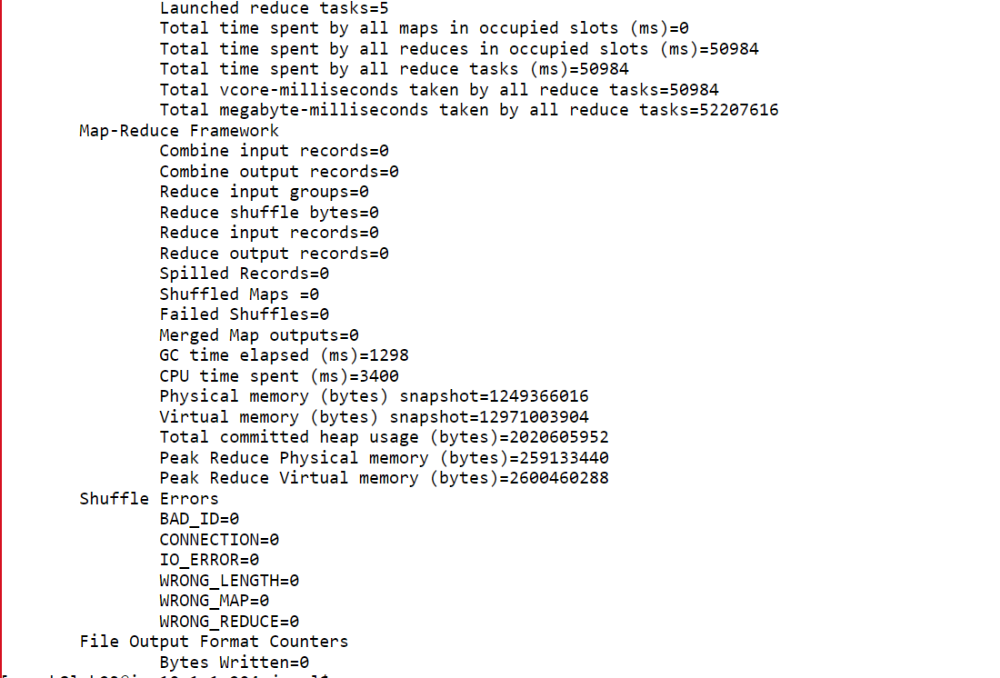 Launched reduce tasks=5
Total time spent by all maps in occupied slots (ms)=0
Total time spent by all reduces in occupied slots (ms)=50984
Total time spent by all reduce tasks (ms)=50984
Total vcore-milliseconds taken by all reduce tasks=50984
Total megabyte-milliseconds taken by all reduce tasks=52207616
Map-Reduce Framework
Combine input records=0
Combine output records=0
Reduce input groups=0
Reduce shuffle bytes=0
Reduce input records=0
Reduce output records=0
Spilled Records=0
Shuffled Maps =0
Failed Shuffles=0
Merged Map outputs=0
GC time elapsed (ms)=1298
CPU time spent (ms)=3400
Physical memory (bytes) snapshot=1249366016
Virtual memory (bytes) snapshot=12971003904
Total committed heap usage (bytes)=2020605952
Peak Reduce Physical memory (bytes)=259133440
Peak Reduce Virtual memory (bytes)=2600460288
Shuffle Errors
BAD_ID=0
CONNECTION=0
IO_ERROR=0
WRONG_LENGTH=0
WRONG_MAP=0
WRONG_REDUCE=0
File Output Format Counters
Bytes Written=0